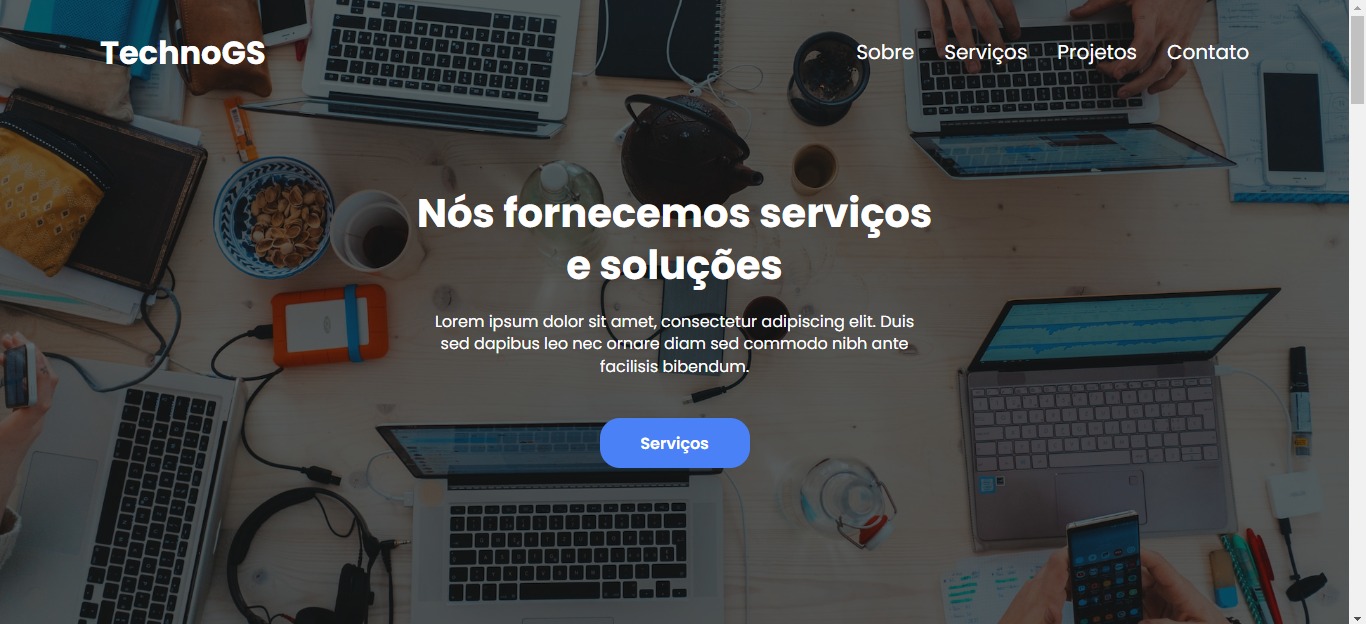 TechnoGS
Sobre Serviços Projetos Contato
Nós fornecemos serviços
e soluções
Lorem ipsum dolor sit amet, consectetur adipiscing elit. Duis
sed dapibus leo nec ornare diam sed commodo nibh ante
facilisis bibendum.
Serviços